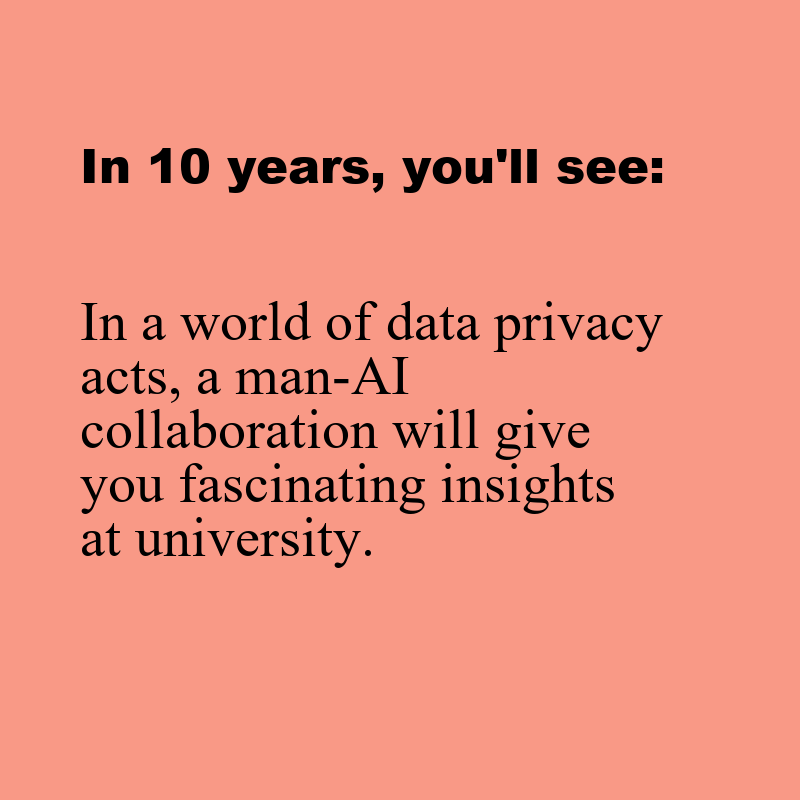 In 10 years, you'll see:
In a world of data privacy
acts, a man-AI
collaboration will give
you fascinating insights
at university.